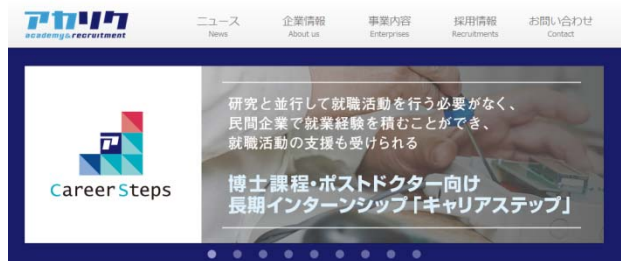 アカリク
academy&recruitment
ニュース
News
企業情報
About us
事業内容
Enterprises
採用情報
Recruitments
お問い合わせ
Contact
研究と並行して就職活動を行う必要がなく、
民間企業で就業経験を積むことができ、
就職活動の支援も受けられる
ア
CareerSteps
博士課程・ポストドクター向け
長期インターンシップ「キャリアステップ」